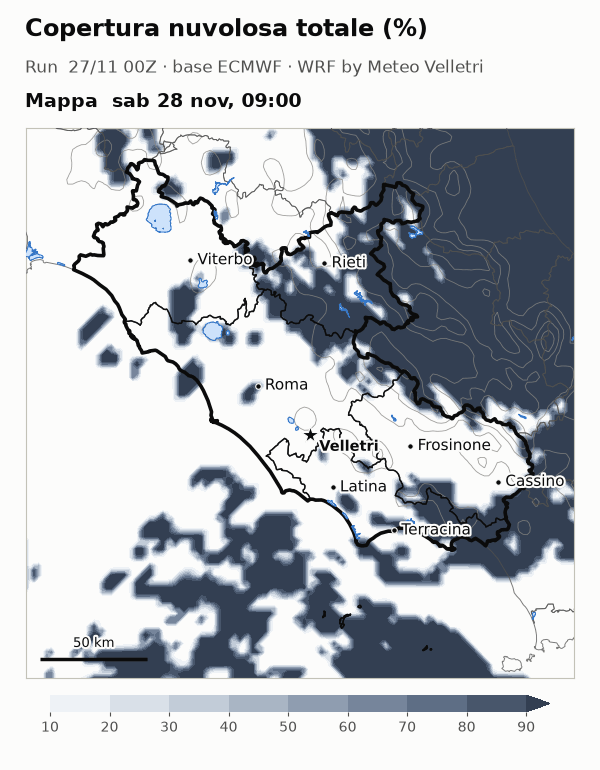 Copertura nuvolosa totale (%)
Run  27/11 00Z · base ECMWF · WRF by Meteo Velletri
Mappa  sab 28 nov, 09:00
Viterbo
Rieti
Roma
Velletri
Frosinone
Cassino
Latina
Terracina
50 km
10 20 30 40 50 60 70 80 90